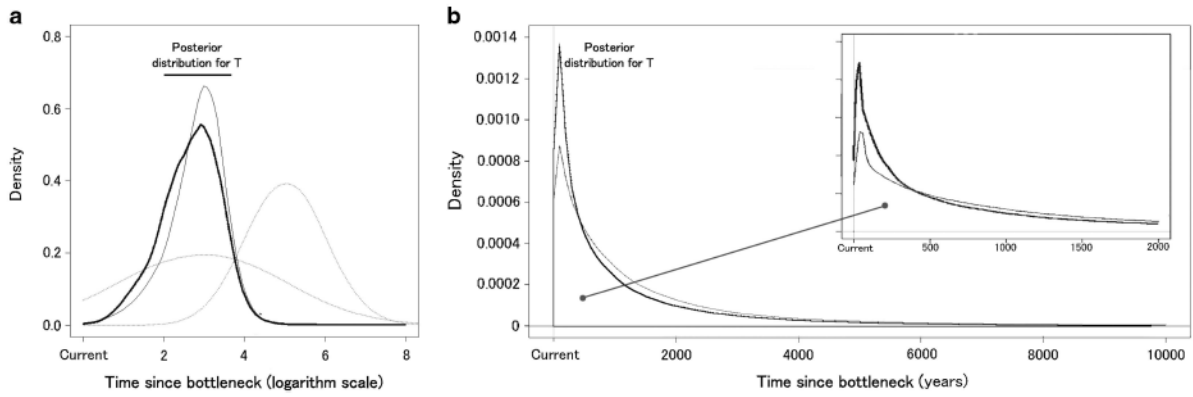 a
0.8
0.6
0.4
0.2
0.0
Density
Posterior
distribution for T
Current
2
4
6
8
Time since bottleneck (logarithm scale)
b
0.0014
0.0012
0.0010
0.0008
0.0006
0.0004
0.0002
0
Density
Posterior
distribution for T
Current
500
1000
1500
2000
Current
2000
4000
6000
8000
10000
Time since bottleneck (years)